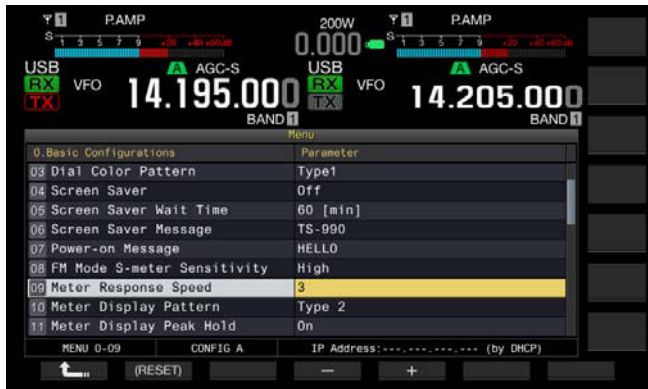 1 P.AMP 200W 1 P.AMP
S 1 3 5 7 9 +20 +40 +60dB 0.000 S 1 3 5 7 9 +20 +40 +60dB
USB A AGC-S USB A AGC-S
RX VFO 14.195.000 RX VFO 14.205.000
TX TX
BAND 1 BAND 1
Menu
0.Basic Configurations Parameter
03 Dial Color Pattern Type1
04 Screen Saver Off
05 Screen Saver Wait Time 60 [min]
06 Screen Saver Message TS-990
07 Power-on Message HELLO
08 FM Mode S-meter Sensitivity High
09 Meter Response Speed 3
10 Meter Display Pattern Type 2
11 Meter Display Peak Hold On
MENU 0-09 CONFIG A IP Address:---.---.---.--- (by DHCP)
(RESET) − +